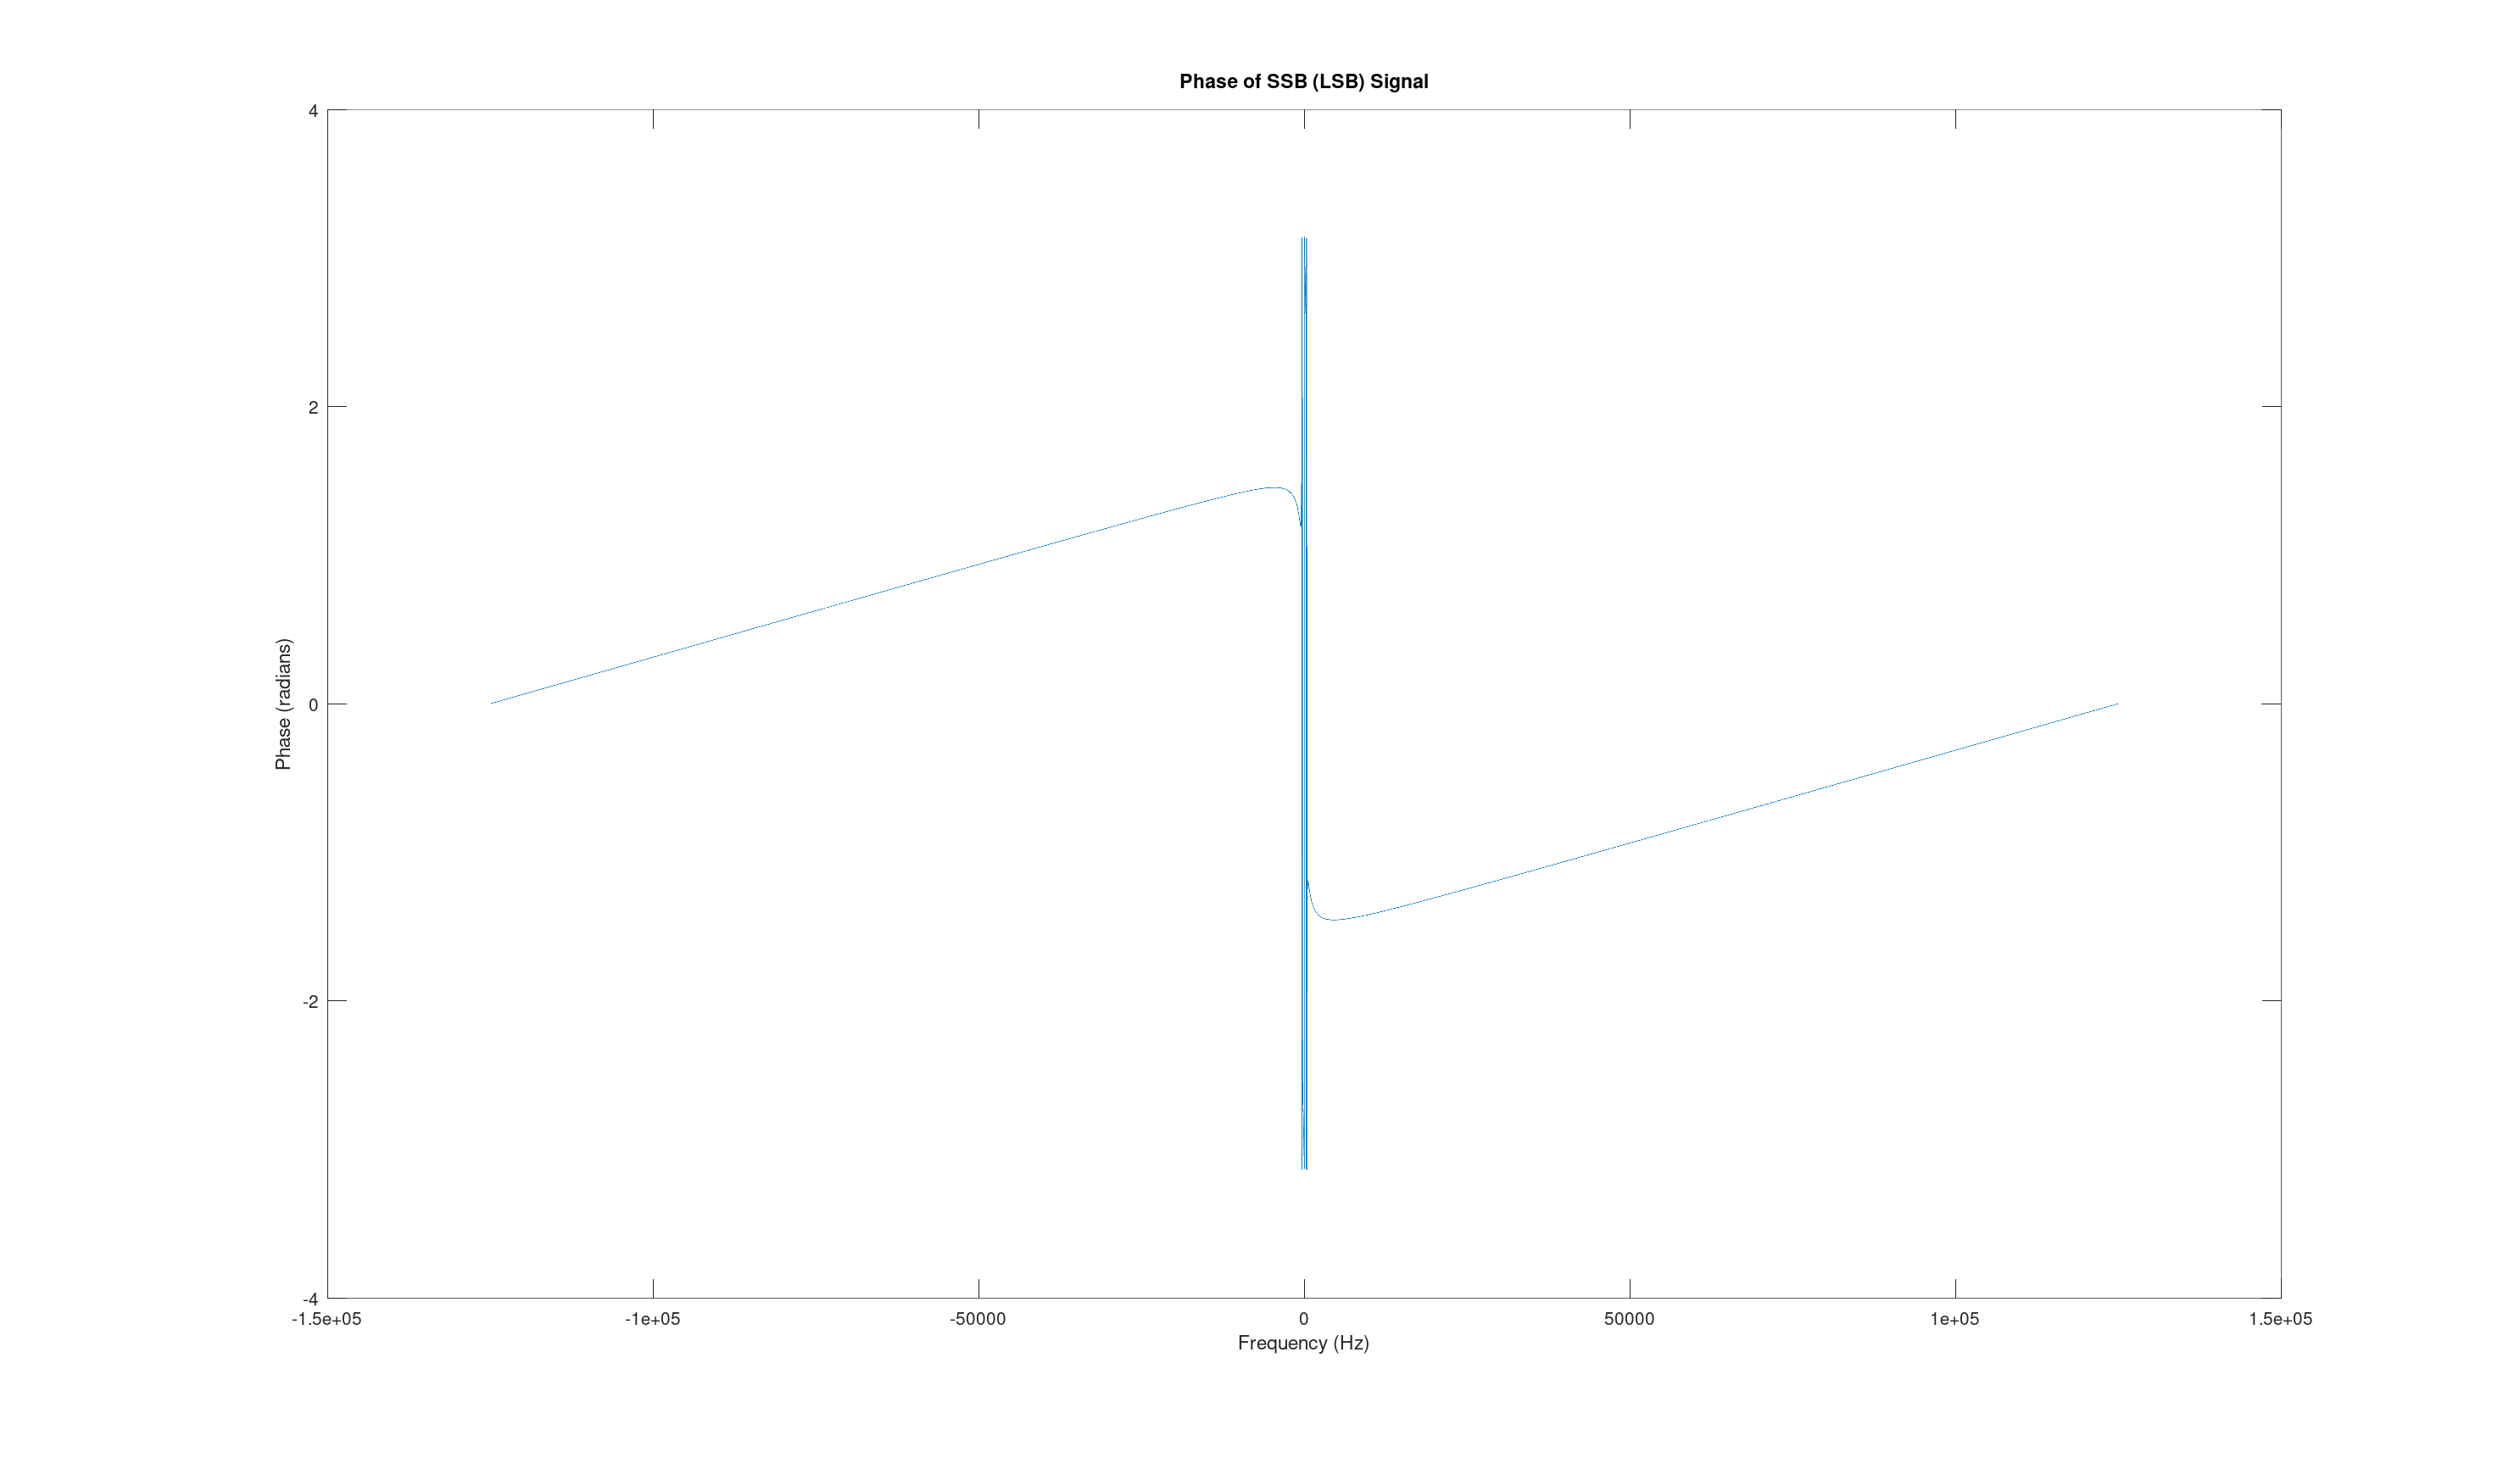 Phase of SSB (LSB) Signal
4
2
0
-2
-4
Phase (radians)
-1.5e+05 -1e+05 -50000 0 50000 1e+05 1.5e+05
Frequency (Hz)